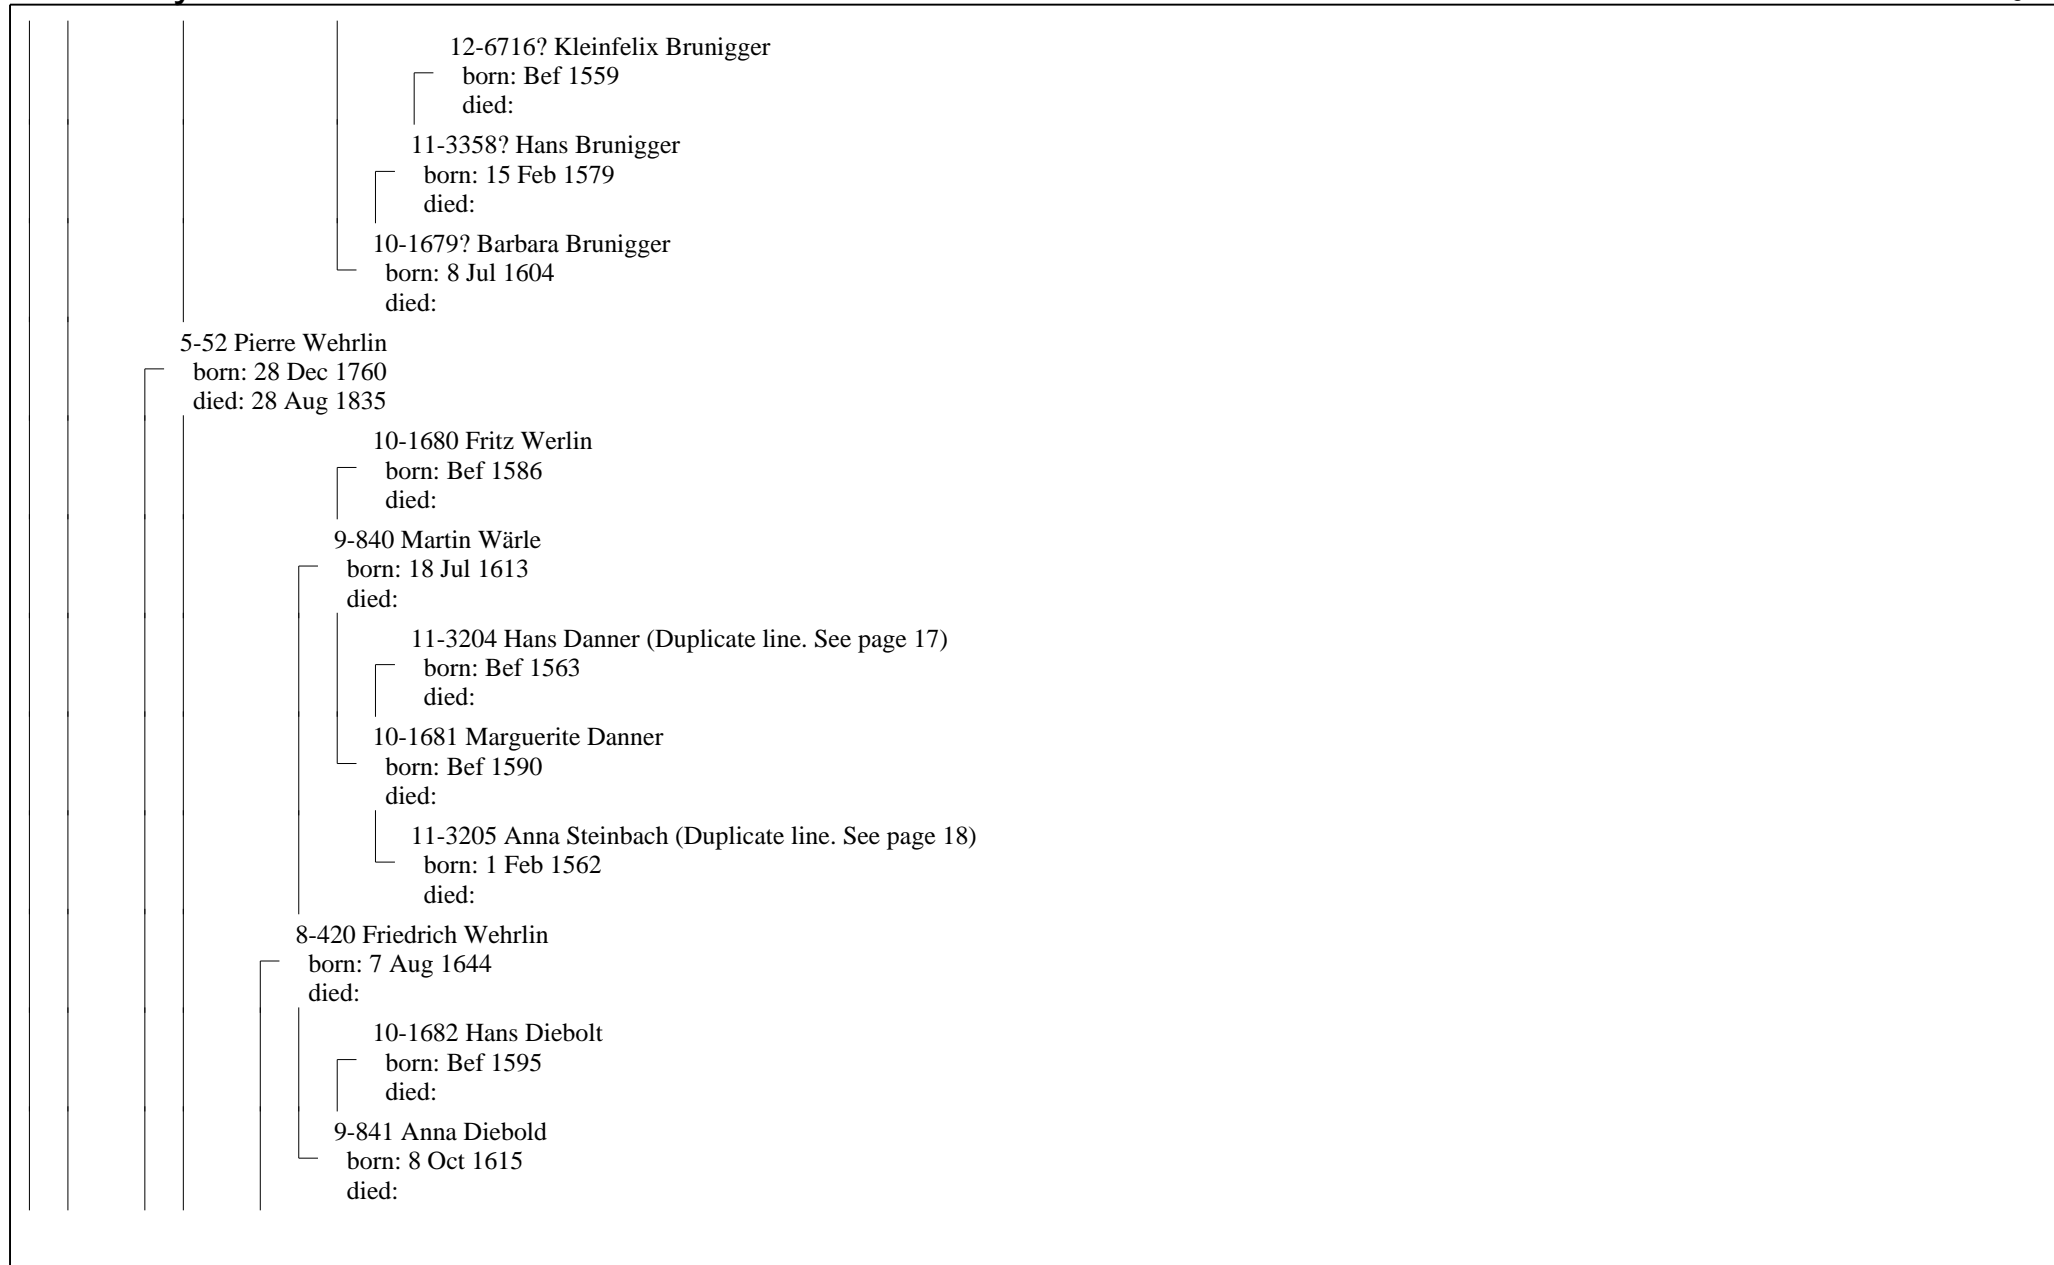 12-6716? Kleinfelix Brunigger
born: Bef 1559
died:
11-3358? Hans Brunigger
born: 15 Feb 1579
died:
10-1679? Barbara Brunigger
born: 8 Jul 1604
died:
5-52 Pierre Wehrlin
born: 28 Dec 1760
died: 28 Aug 1835
10-1680 Fritz Werlin
born: Bef 1586
died:
9-840 Martin Wärle
born: 18 Jul 1613
died:
11-3204 Hans Danner (Duplicate line. See page 17)
born: Bef 1563
died:
10-1681 Marguerite Danner
born: Bef 1590
died:
11-3205 Anna Steinbach (Duplicate line. See page 18)
born: 1 Feb 1562
died:
8-420 Friedrich Wehrlin
born: 7 Aug 1644
died:
10-1682 Hans Diebolt
born: Bef 1595
died:
9-841 Anna Diebold
born: 8 Oct 1615
died: